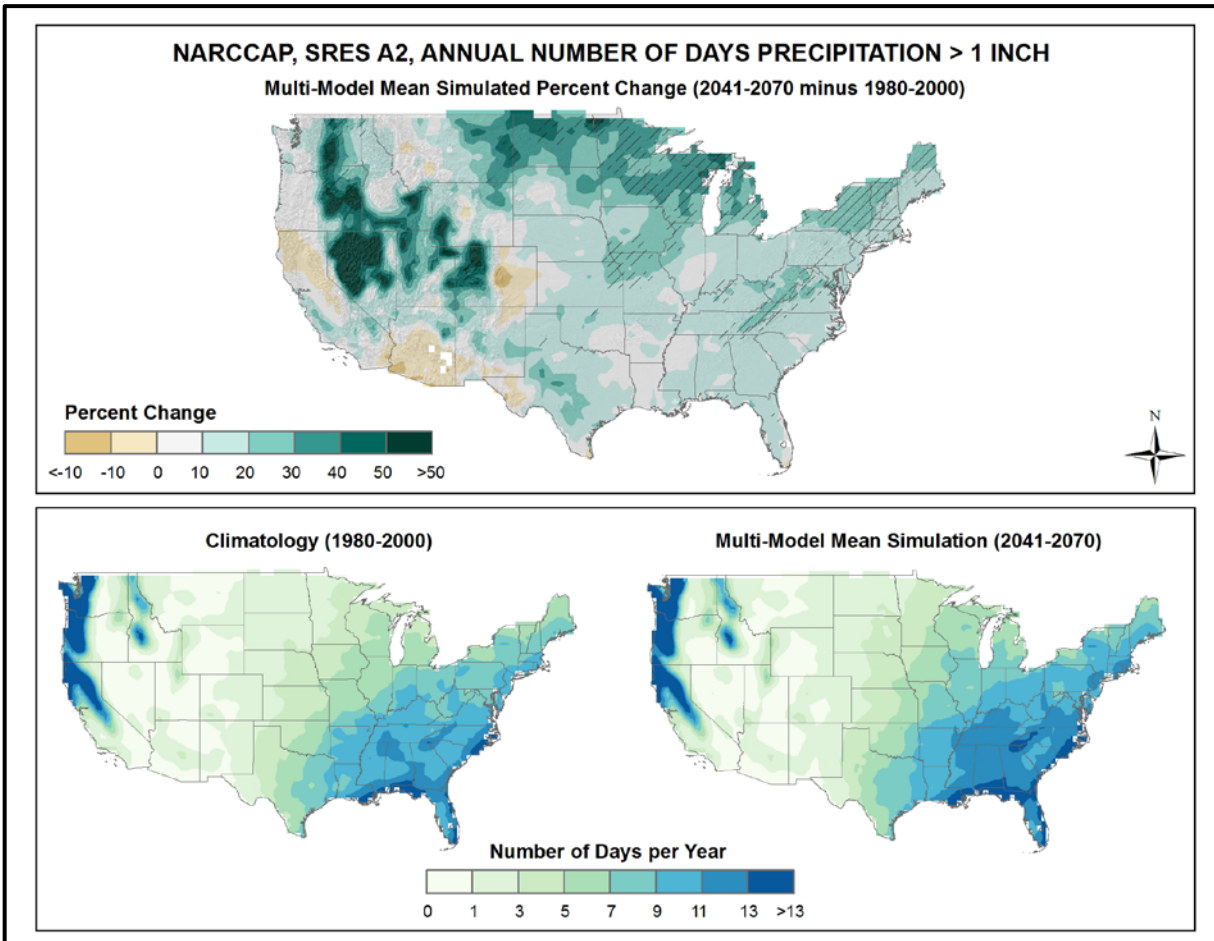 NARCCAP, SRES A2, ANNUAL NUMBER OF DAYS PRECIPITATION > 1 INCH
Multi-Model Mean Simulated Percent Change (2041-2070 minus 1980-2000)
Percent Change
<-10 -10 0 10 20 30 40 50 >50
N
Climatology (1980-2000)
Multi-Model Mean Simulation (2041-2070)
Number of Days per Year
0 1 3 5 7 9 11 13 >13